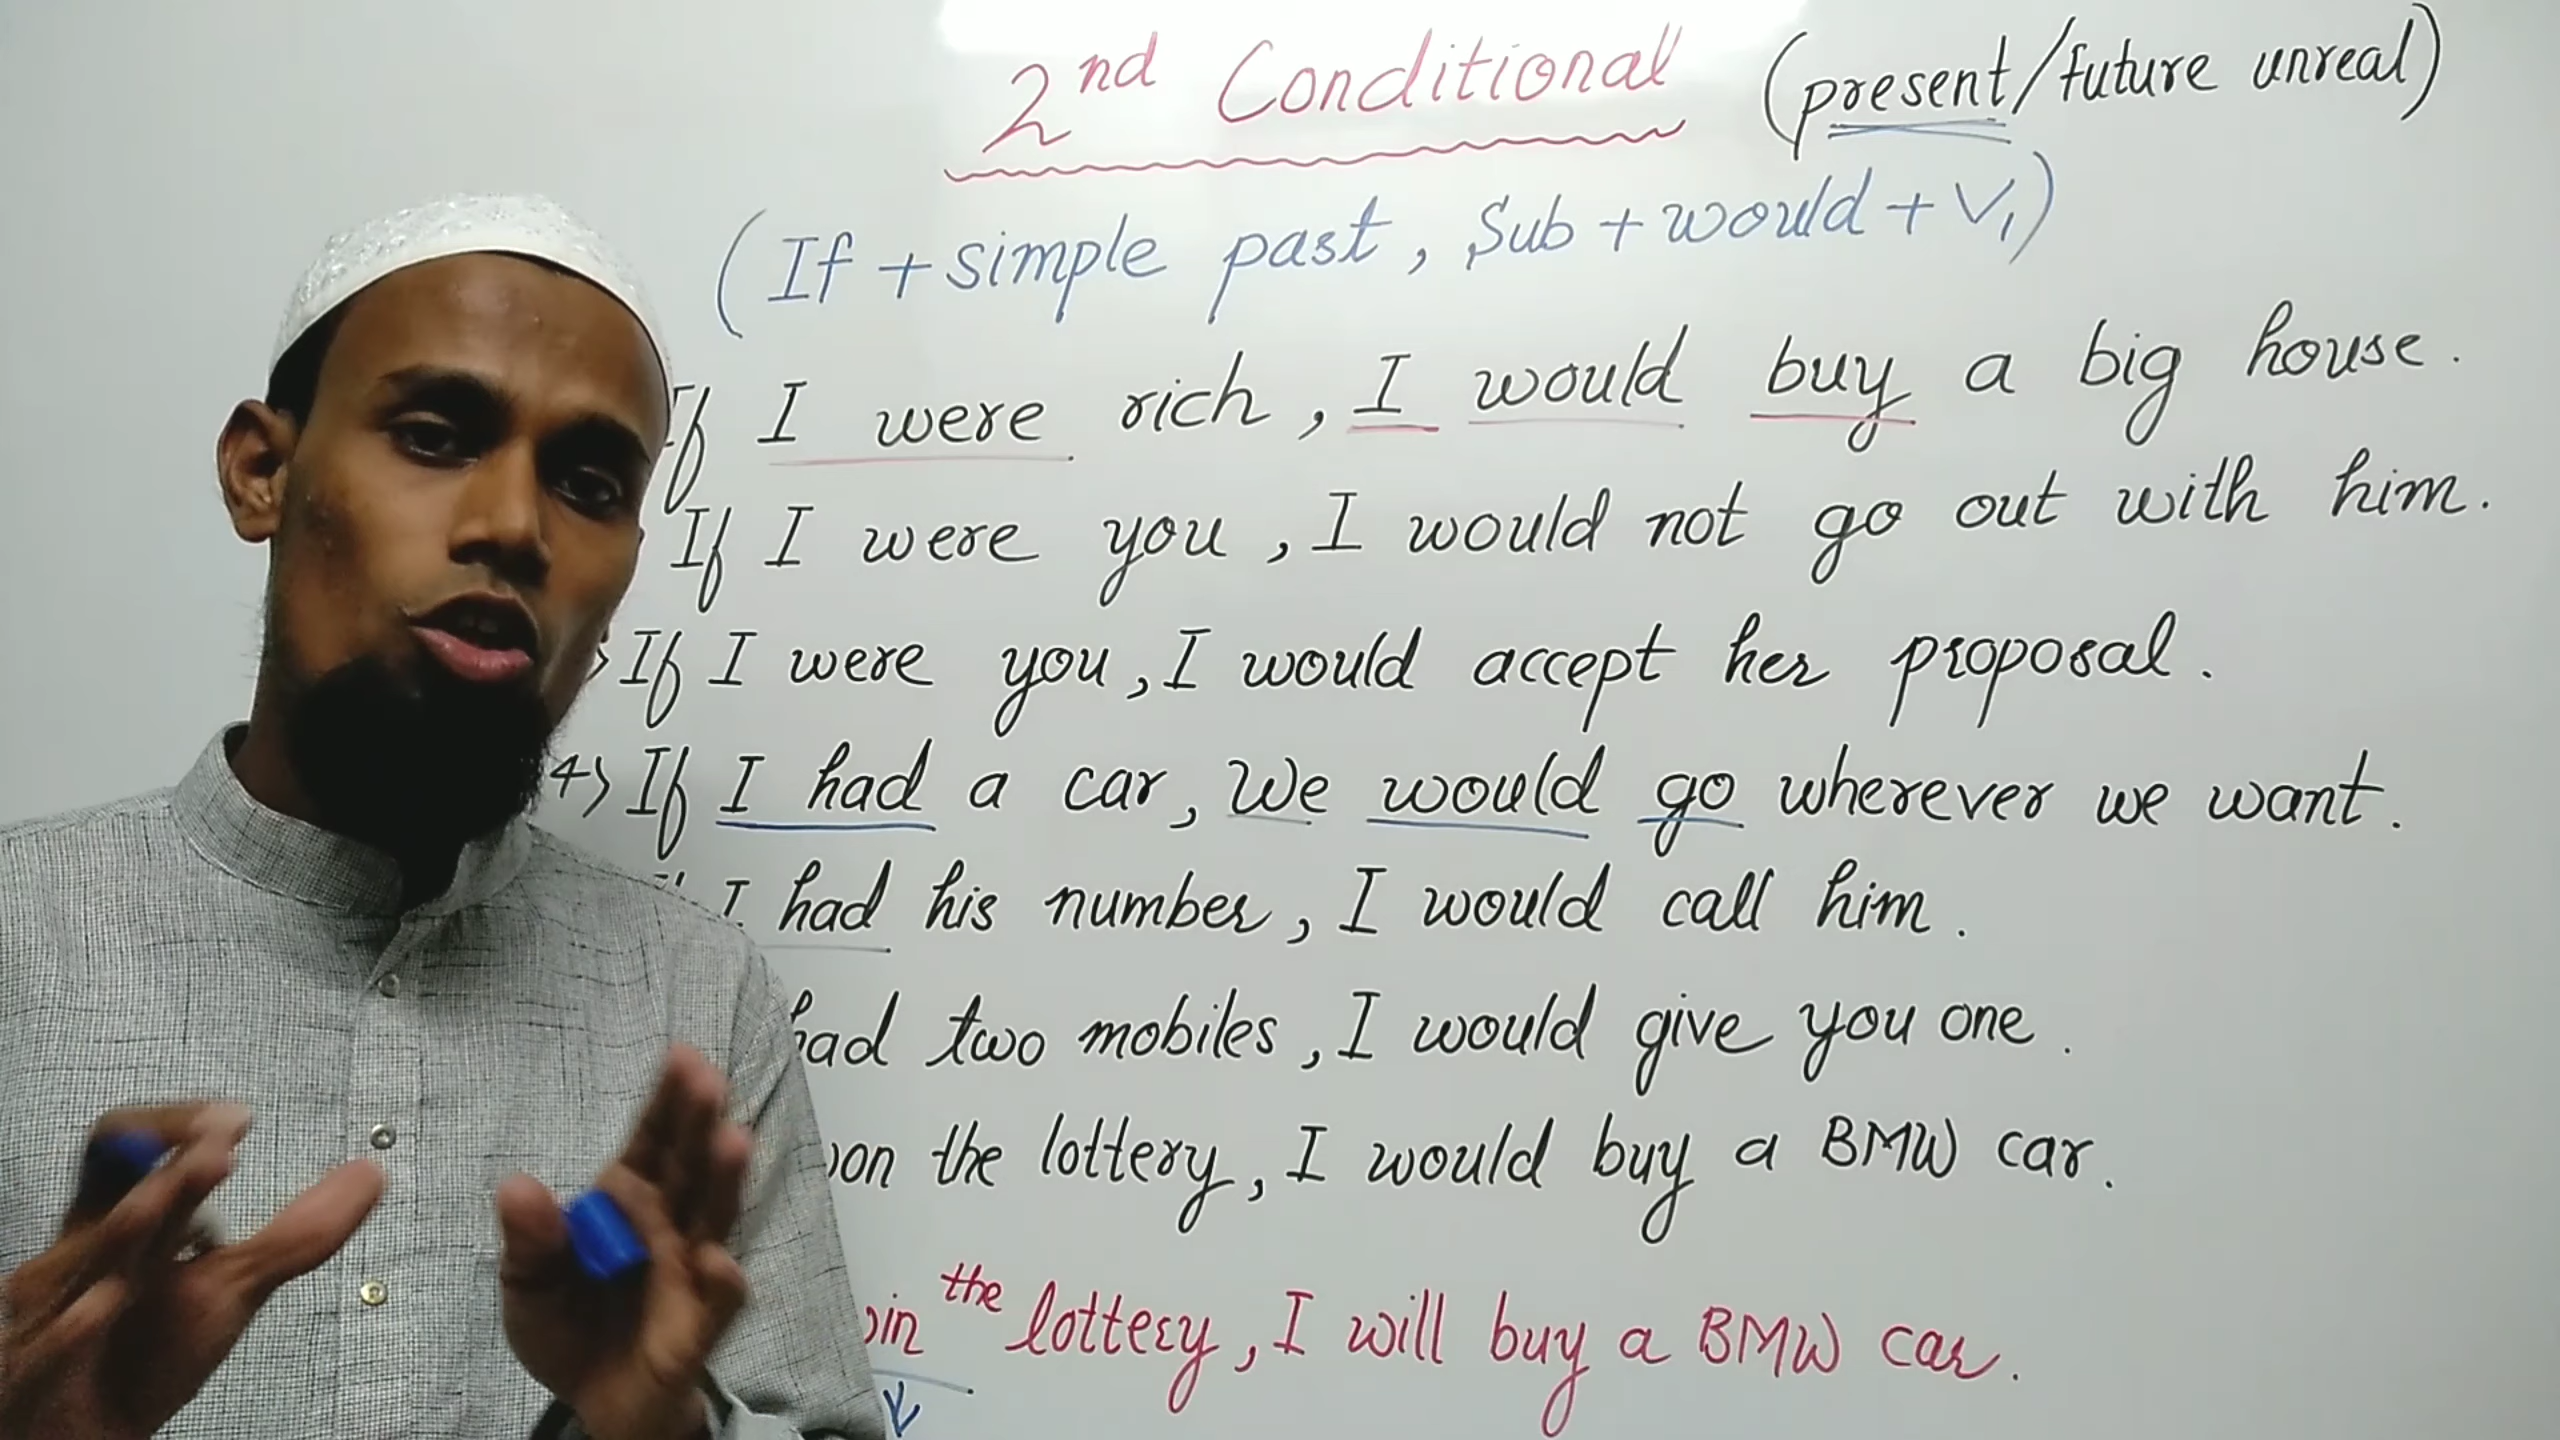 2nd Conditional (present/future unreal)
(If + simple past, Sub + would + V1)
If I were rich, I would buy a big house.
If I were you, I would not go out with him.
If I were you, I would accept her proposal.
4) If I had a car, We would go wherever we want.
I had his number, I would call him.
had two mobiles, I would give you one.
the lottery, I would buy a BMW car.
the lottery, I will buy a BMW car.